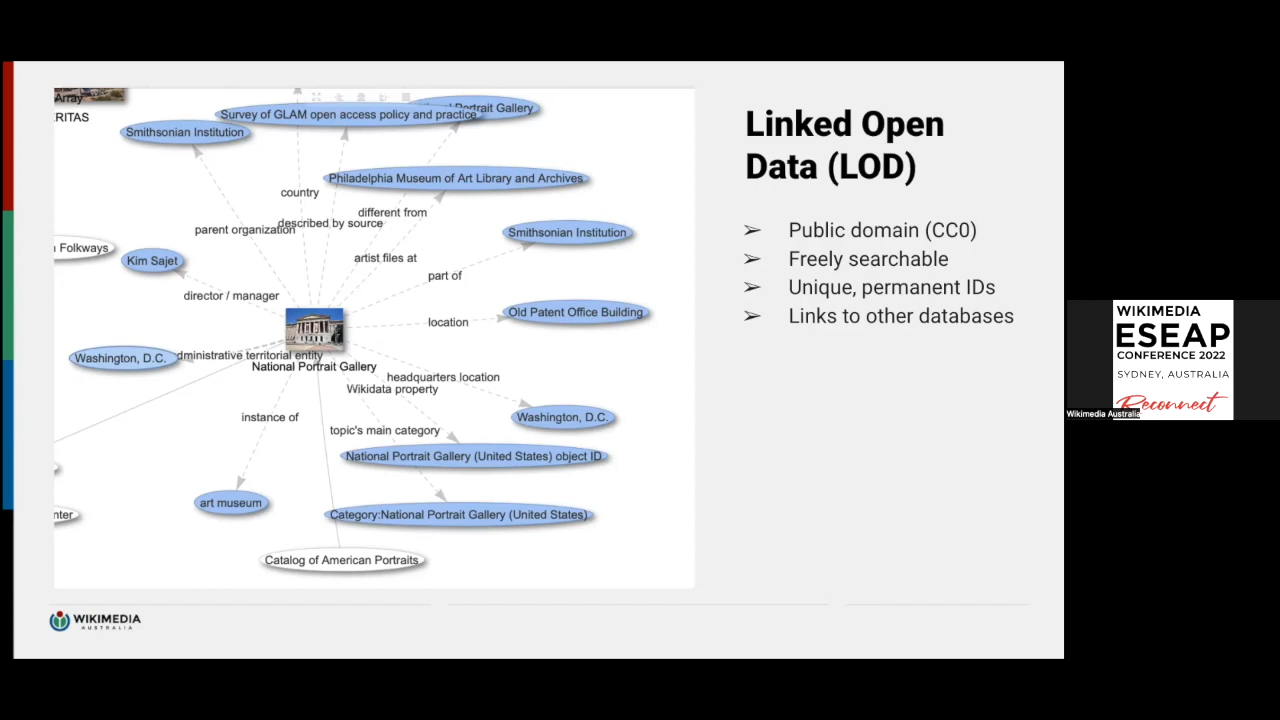 Array
ERITAS
Smithsonian Institution
Survey of GLAM open access policy and practice
Portrait Gallery
Philadelphia Museum of Art Library and Archives
country
different from
described by source
parent organization
Smithsonian Institution
Folkways
Kim Sajet
artist files at
part of
director / manager
Old Patent Office Building
location
Washington, D.C.
dministrative territorial entity
National Portrait Gallery
headquarters location
Wikidata property
instance of
Washington, D.C.
topic's main category
National Portrait Gallery (United States) object ID
art museum
nter
Category:National Portrait Gallery (United States)
Catalog of American Portraits
Linked Open
Data (LOD)
➢ Public domain (CC0)
➢ Freely searchable
➢ Unique, permanent IDs
➢ Links to other databases
WIKIMEDIA
AUSTRALIA
WIKIMEDIA
ESEAP
CONFERENCE 2022
SYDNEY, AUSTRALIA
Reconnect
Wikimedia Australia